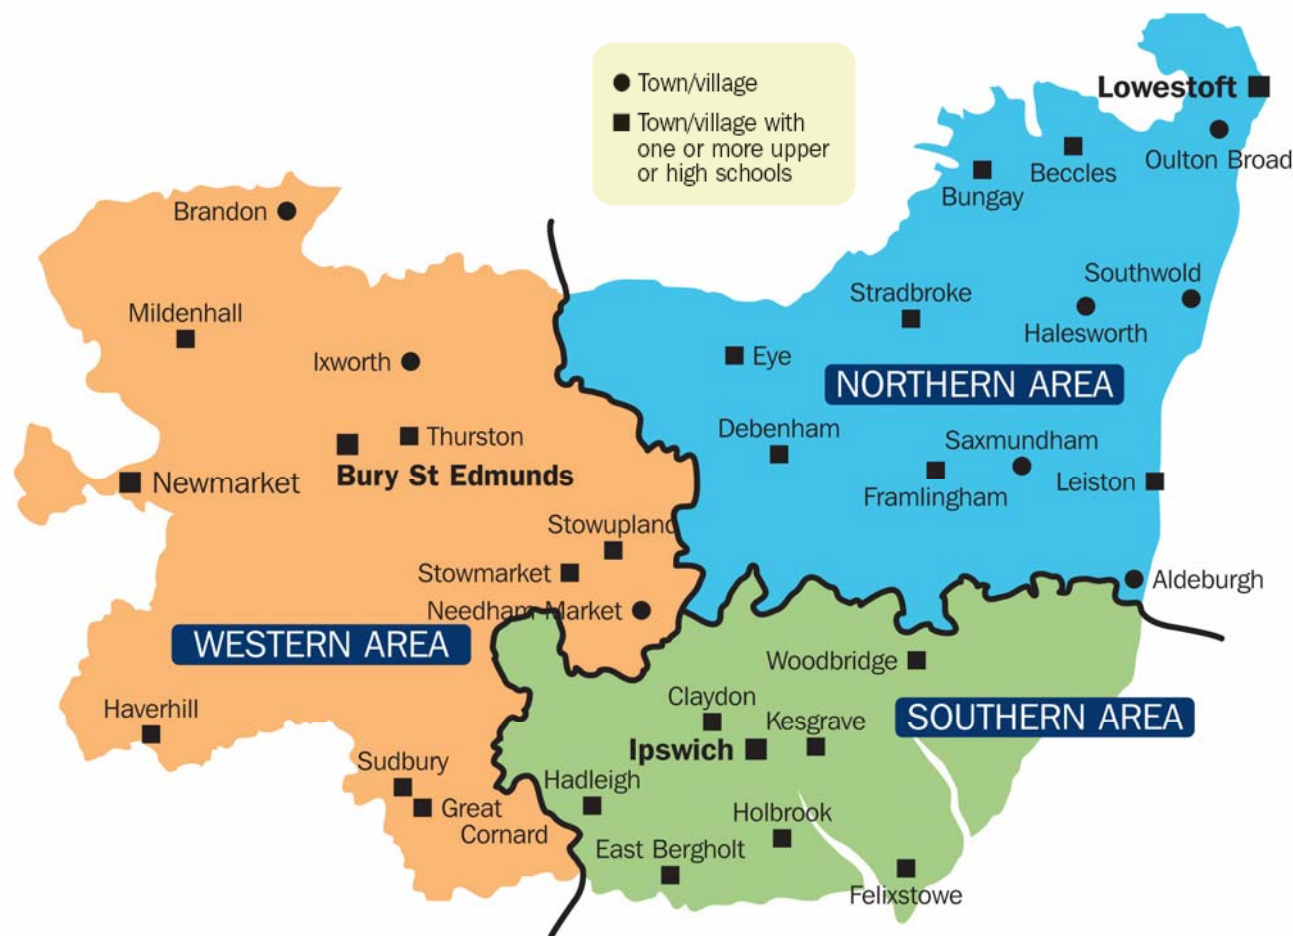 Town/village
Town/village with
one or more upper
or high schools
Lowestoft
Oulton Broad
Beccles
Bungay
Brandon
Southwold
Stradbroke
Mildenhall
Halesworth
Ixworth
Eye
NORTHERN AREA
Debenham
Thurston
Saxmundham
Bury St Edmunds
Newmarket
Leiston
Framlingham
Stowupland
Stowmarket
Aldeburgh
Needham Market
WESTERN AREA
Woodbridge
Claydon
Haverhill
Kesgrave
SOUTHERN AREA
Ipswich
Sudbury
Hadleigh
Great
Cornard
Holbrook
East Bergholt
Felixstowe